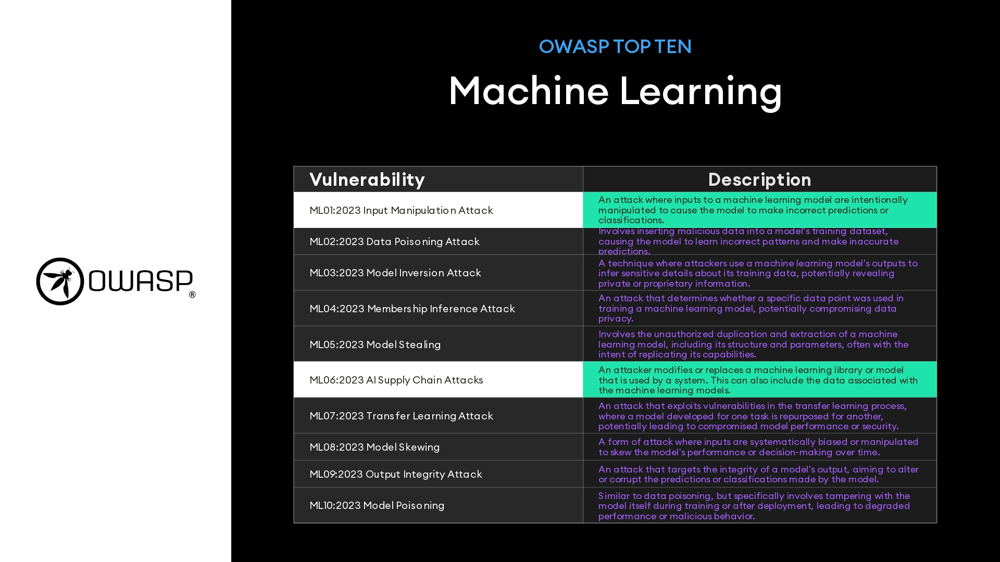 OWASP
®
OWASP TOP TEN
Machine Learning
Vulnerability
Description
ML01:2023 Input Manipulation Attack
An attack where inputs to a machine learning model are intentionally
manipulated to cause the model to make incorrect predictions or
classifications.
ML02:2023 Data Poisoning Attack
Involves inserting malicious data into a model's training dataset,
causing the model to learn incorrect patterns and make inaccurate
predictions.
ML03:2023 Model Inversion Attack
A technique where attackers use a machine learning model's outputs to
infer sensitive details about its training data, potentially revealing
private or proprietary information.
ML04:2023 Membership Inference Attack
An attack that determines whether a specific data point was used in
training a machine learning model, potentially compromising data
privacy.
ML05:2023 Model Stealing
Involves the unauthorized duplication and extraction of a machine
learning model, including its structure and parameters, often with the
intent of replicating its capabilities.
ML06:2023 AI Supply Chain Attacks
An attacker modifies or replaces a machine learning library or model
that is used by a system. This can also include the data associated with
the machine learning models.
ML07:2023 Transfer Learning Attack
An attack that exploits vulnerabilities in the transfer learning process,
where a model developed for one task is repurposed for another,
potentially leading to compromised model performance or security.
ML08:2023 Model Skewing
A form of attack where inputs are systematically biased or manipulated
to skew the model's performance or decision-making over time.
ML09:2023 Output Integrity Attack
An attack that targets the integrity of a model's output, aiming to alter
or corrupt the predictions or classifications made by the model.
ML10:2023 Model Poisoning
Similar to data poisoning, but specifically involves tampering with the
model itself during training or after deployment, leading to degraded
performance or malicious behavior.